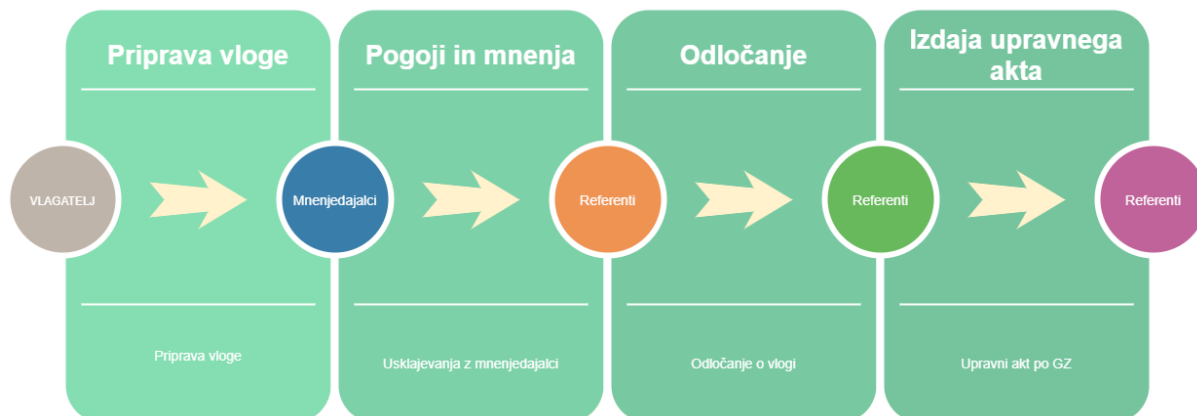 Priprava vloge
Pogoji in mnenja
Odločanje
Izdaja upravnega
akta
VLAGATELJ
Mnenjedajalci
Referenti
Referenti
Referenti
Priprava vloge
Usklajevanja z mnenjedajalci
Odločanje o vlogi
Upravni akt po GZ